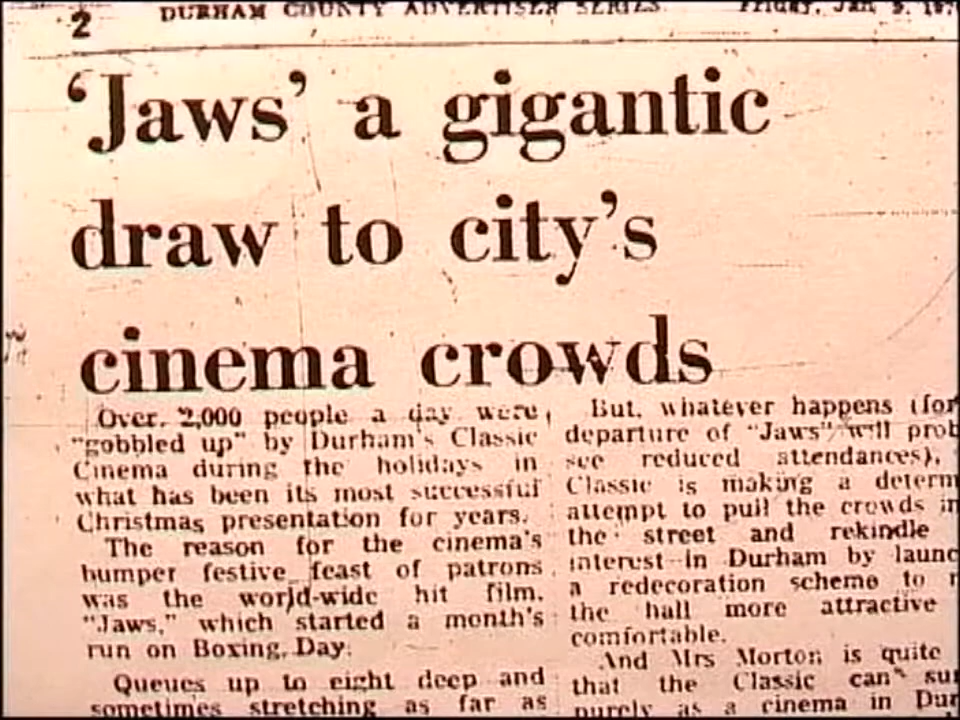 2 DURHAM COUNTY ADVERTISER SERIES FRIDAY, Jan 9, 197
'Jaws' a gigantic
draw to city's
cinema crowds
Over 2,000 people a day were
"gobbled up" by Durham's Classic
Cinema during the holidays in
what has been its most successful
Christmas presentation for years.
The reason for the cinema's
bumper festive feast of patrons
was the world-wide hit film,
"Jaws," which started a month's
run on Boxing Day.
Queues up to eight deep and
sometimes stretching as far as
But, whatever happens (for
departure of "Jaws" will prob
see reduced attendances),
Classic is making a determ
attempt to pull the crowds in
the street and rekindle
interest in Durham by launc
a redecoration scheme to
the hall more attractive
comfortable.
And Mrs Morton is quite
that the Classic can su
purely as a cinema in Dur